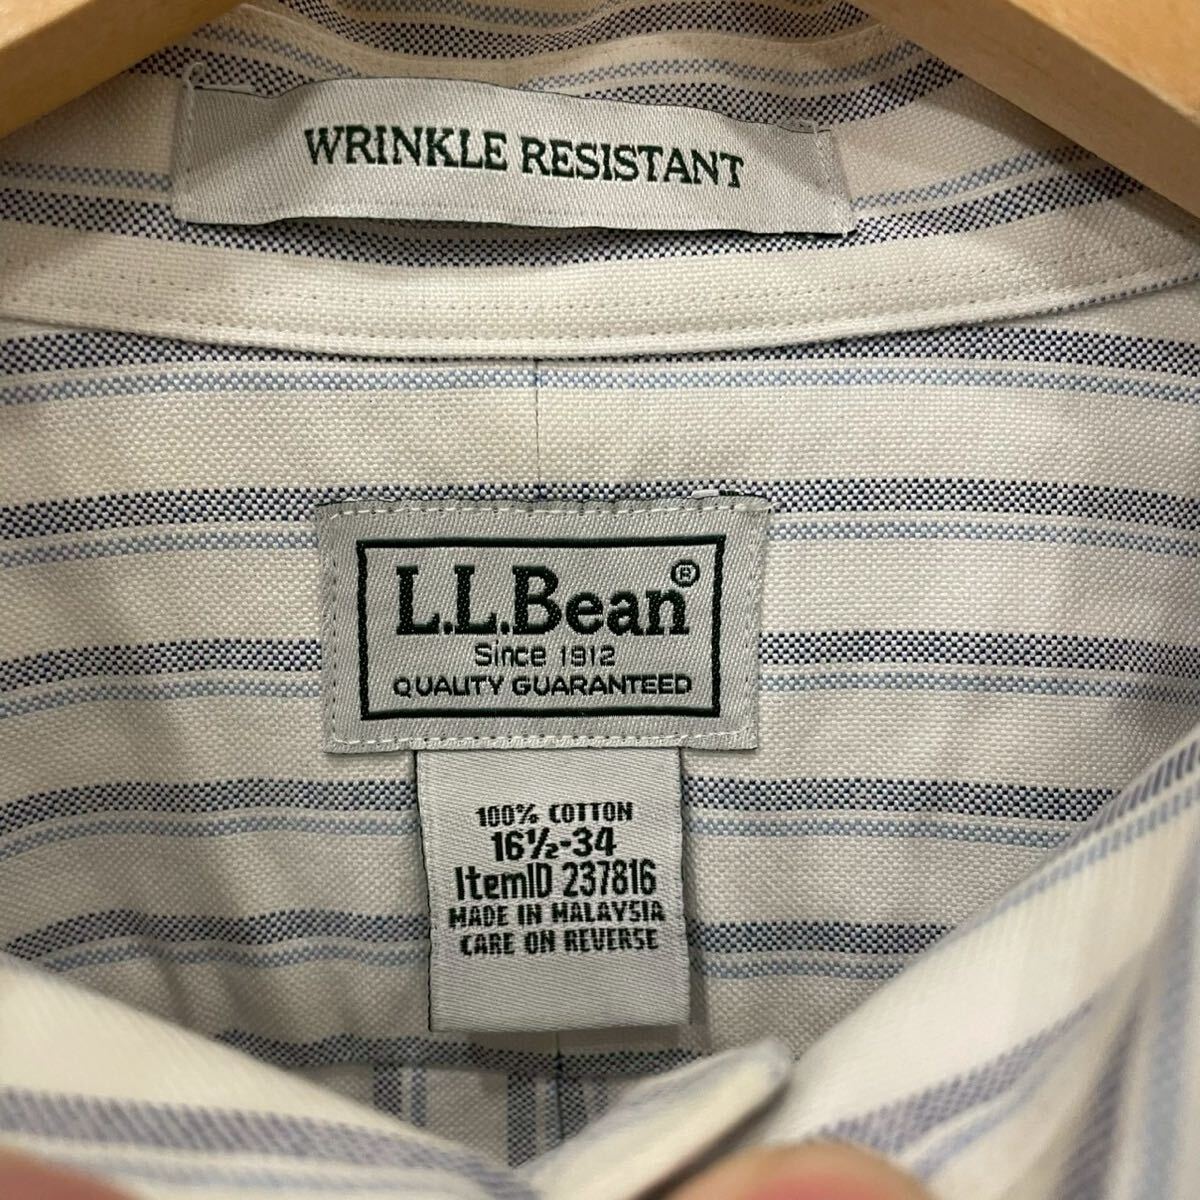 WRINKLE RESISTANT
L.L.Bean®
Since 1912
QUALITY GUARANTEED
100% COTTON
16½-34
ItemID 237816
MADE IN MALAYSIA
CARE ON REVERSE